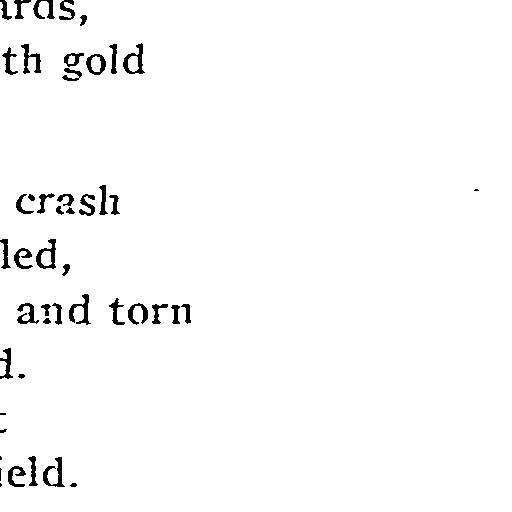 ards,
th gold
crash
led,
and torn
d.
t
ield.